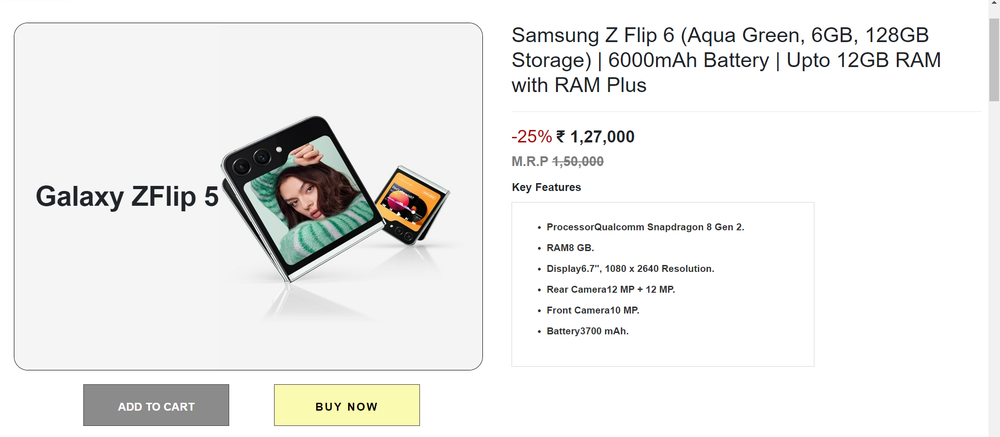 Samsung Z Flip 6 (Aqua Green, 6GB, 128GB
Storage) | 6000mAh Battery | Upto 12GB RAM
with RAM Plus
-25% ₹ 1,27,000
M.R.P 1,50,000
Key Features
ProcessorQualcomm Snapdragon 8 Gen 2.
RAM8 GB.
Display6.7", 1080 x 2640 Resolution.
Rear Camera12 MP + 12 MP.
Front Camera10 MP.
Battery3700 mAh.
Galaxy ZFlip 5
Don't
wish?
ADD TO CART
BUY NOW